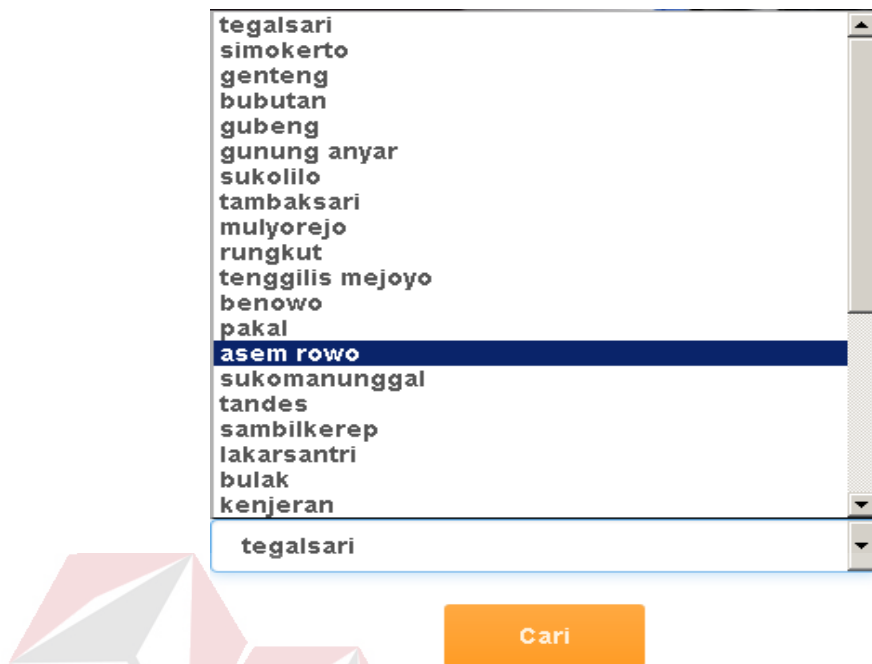 tegalsari
simokerto
genteng
bubutan
gubeng
gunung anyar
sukolilo
tambaksari
mulyorejo
rungkut
tenggilis mejoyo
benowo
pakal
asem rowo
sukomanunggal
tandes
sambilkerep
lakarsantri
bulak
kenjeran
tegalsari
Cari